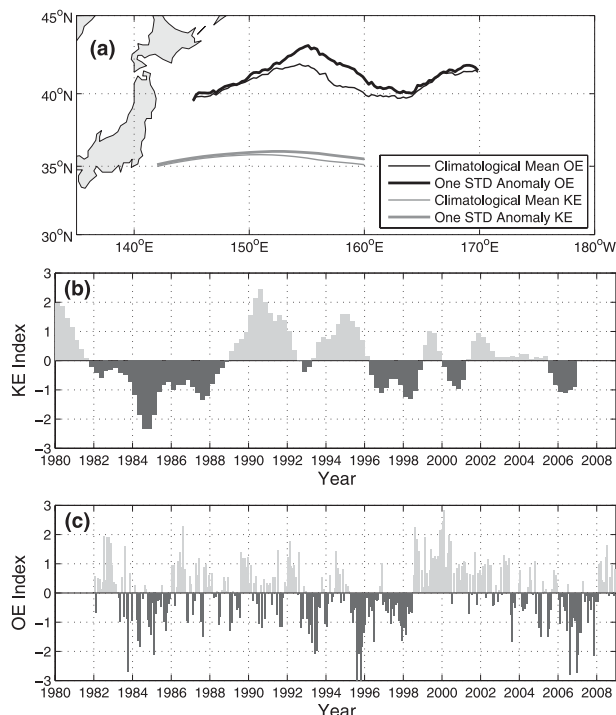 45°N
(a)
40°N
35°N
30°N
Climatological Mean OE
One STD Anomaly OE
Climatological Mean KE
One STD Anomaly KE
140°E 150°E 160°E 170°E 180°W
3
(b)
2
1
0
-1
-2
-3
KE Index
1980 1982 1984 1986 1988 1990 1992 1994 1996 1998 2000 2002 2004 2006 2008
Year
3
(c)
2
1
0
-1
-2
-3
OE Index
1980 1982 1984 1986 1988 1990 1992 1994 1996 1998 2000 2002 2004 2006 2008
Year